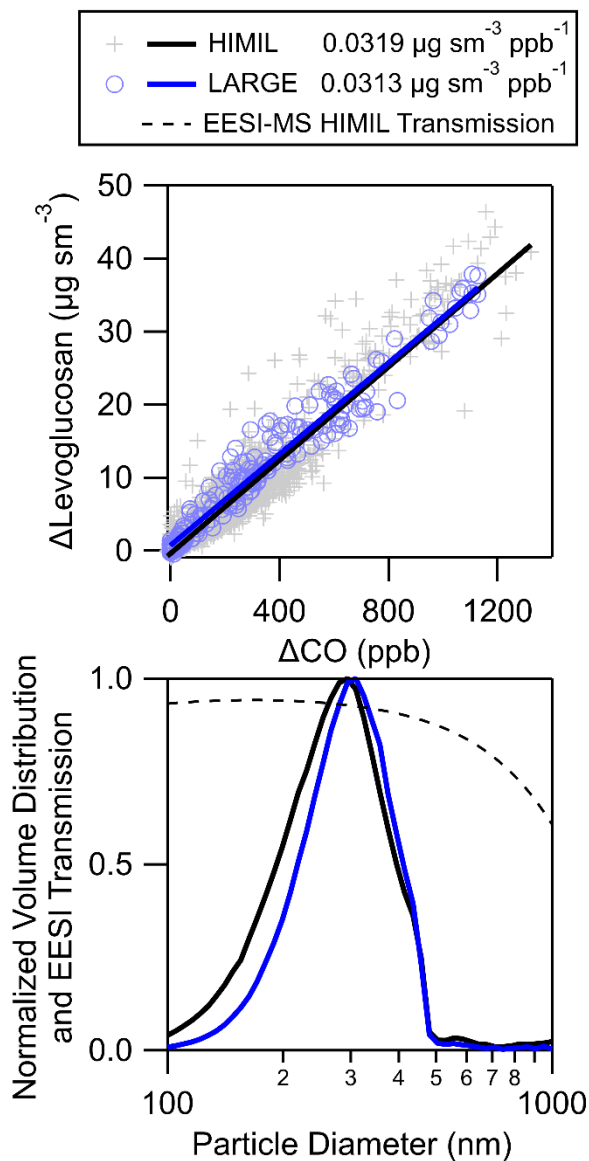 HIMIL 0.0319 µg sm⁻³ ppb⁻¹
LARGE 0.0313 µg sm⁻³ ppb⁻¹
EESI-MS HIMIL Transmission
ΔLevoglucosan (µg sm⁻³)
50
40
30
20
10
0
0 400 800 1200
ΔCO (ppb)
Normalized Volume Distribution
and EESI Transmission
1.0
0.5
0.0
100 2 3 4 5 6 7 8 1000
Particle Diameter (nm)